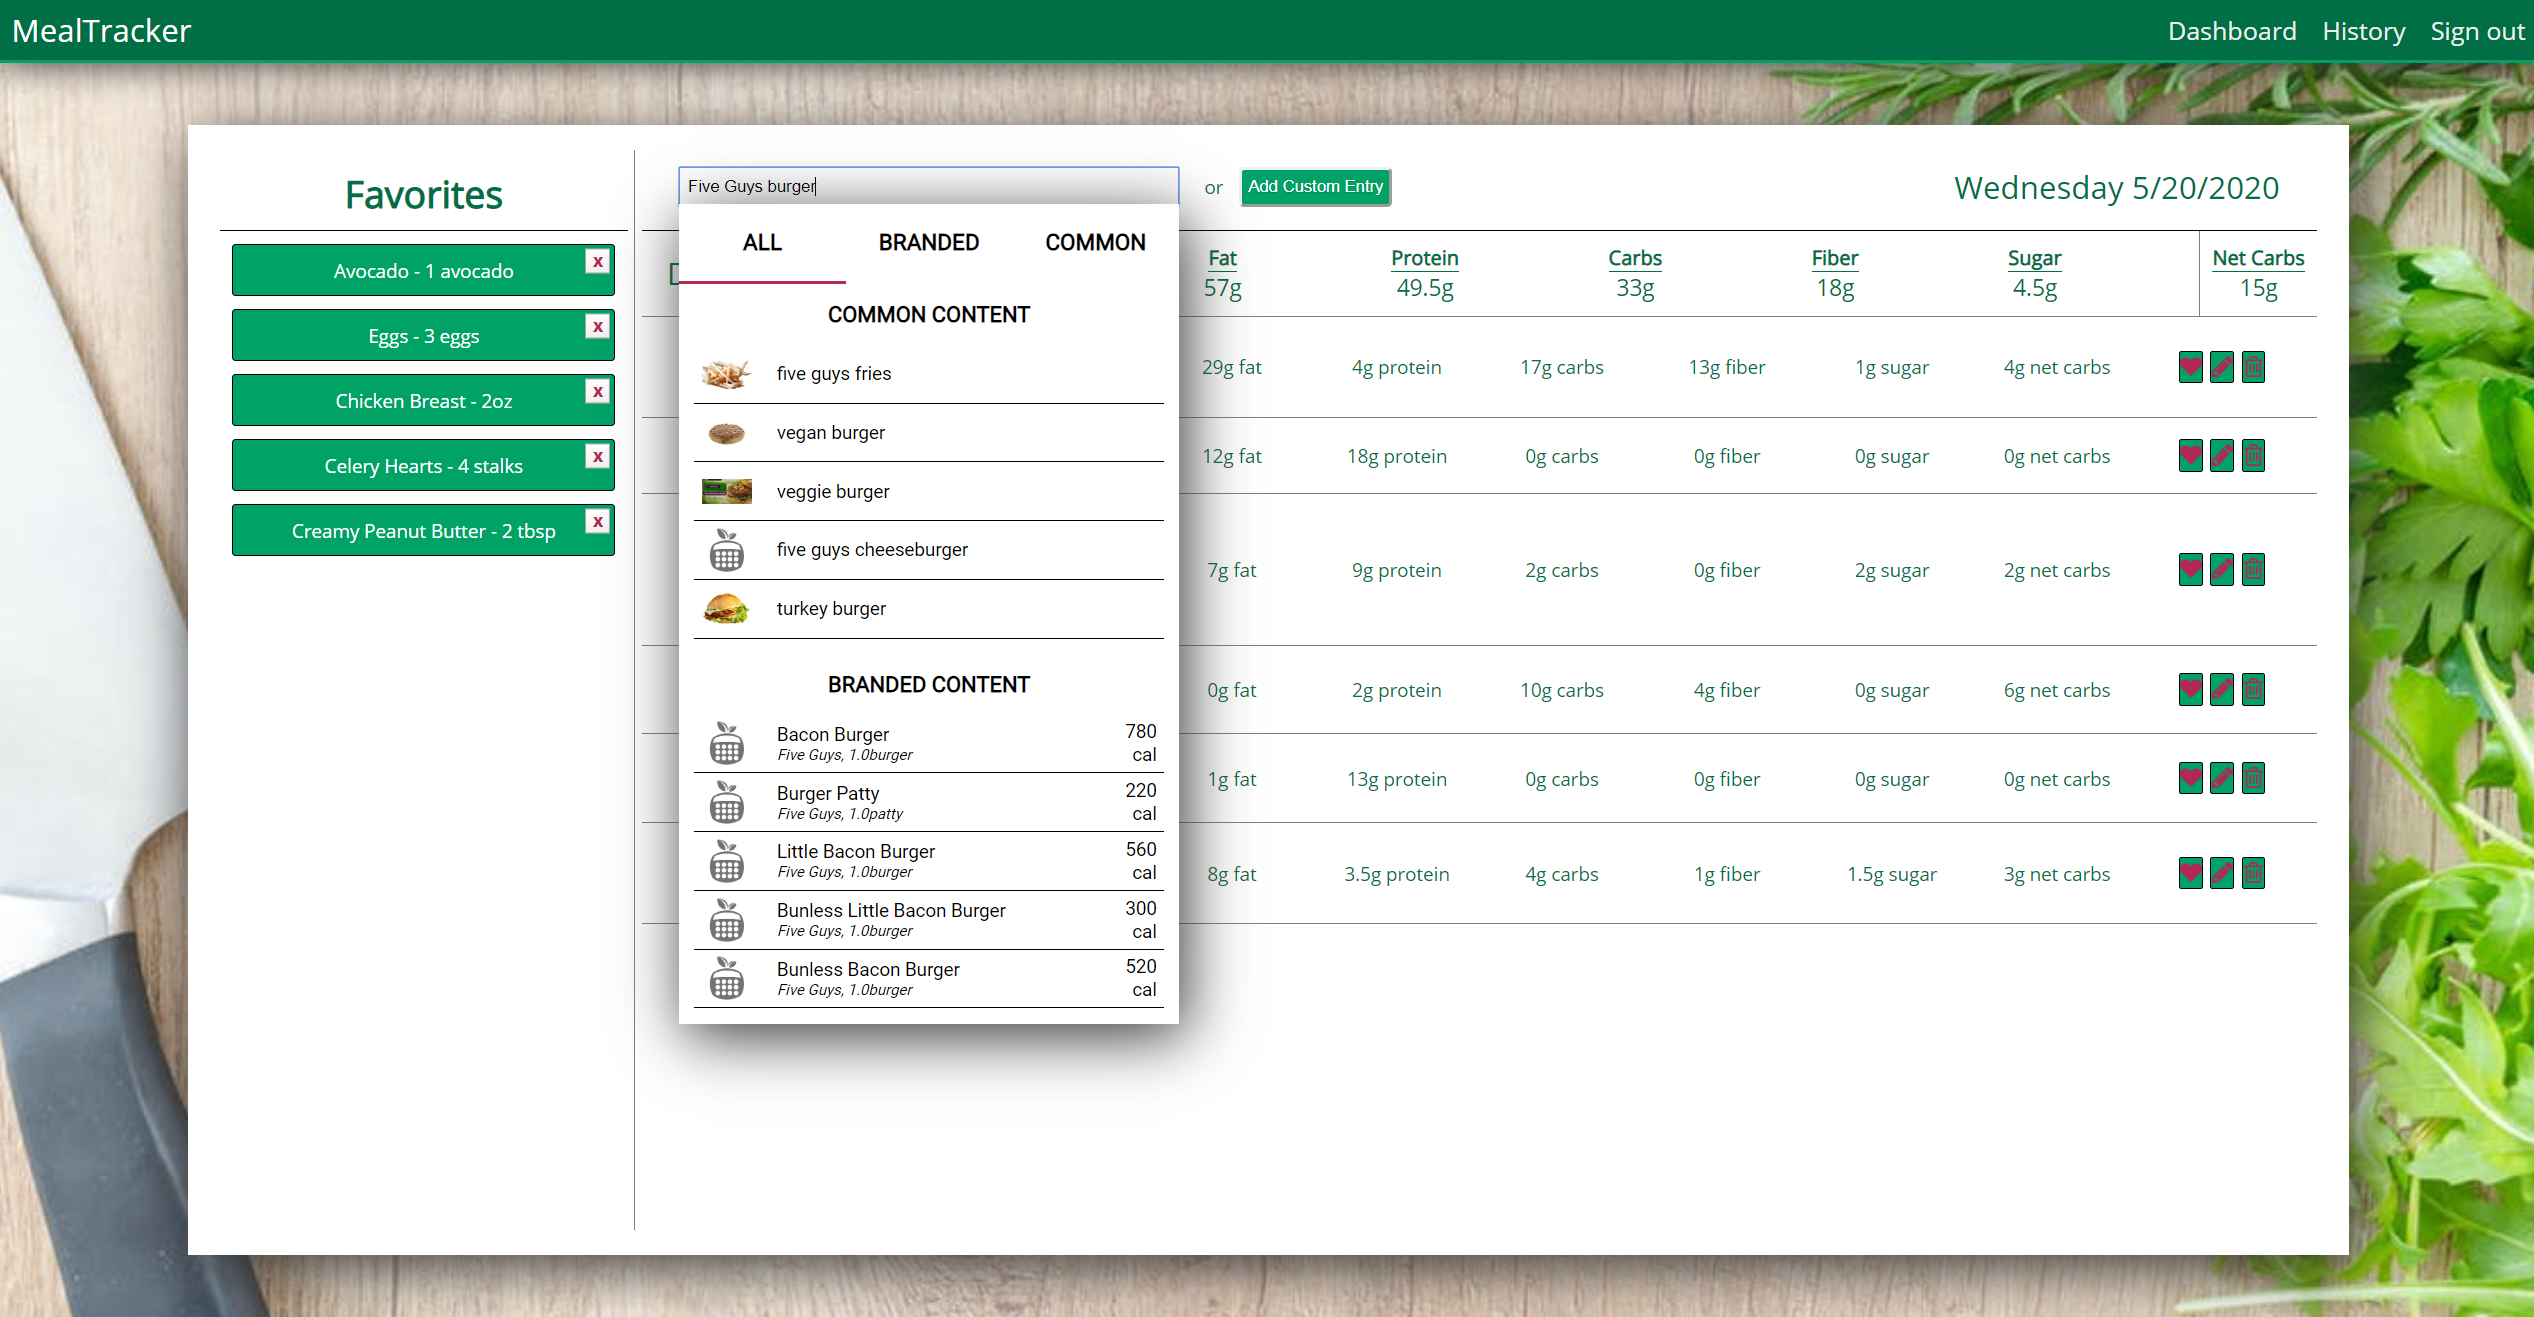 MealTracker
Dashboard History Sign out
Favorites
Avocado - 1 avocado x
Eggs - 3 eggs x
Chicken Breast - 2oz x
Celery Hearts - 4 stalks x
Creamy Peanut Butter - 2 tbsp x
Five Guys burger or Add Custom Entry Wednesday 5/20/2020
ALL BRANDED COMMON
COMMON CONTENT
five guys fries
vegan burger
veggie burger
five guys cheeseburger
turkey burger
BRANDED CONTENT
Bacon Burger 780 cal
Five Guys, 1.0burger
Burger Patty 220 cal
Five Guys, 1.0patty
Little Bacon Burger 560 cal
Five Guys, 1.0burger
Bunless Little Bacon Burger 300 cal
Five Guys, 1.0burger
Bunless Bacon Burger 520 cal
Five Guys, 1.0burger
Fat Protein Carbs Fiber Sugar Net Carbs
57g 49.5g 33g 18g 4.5g 15g
29g fat 4g protein 17g carbs 13g fiber 1g sugar 4g net carbs
12g fat 18g protein 0g carbs 0g fiber 0g sugar 0g net carbs
7g fat 9g protein 2g carbs 0g fiber 2g sugar 2g net carbs
0g fat 2g protein 10g carbs 4g fiber 0g sugar 6g net carbs
1g fat 13g protein 0g carbs 0g fiber 0g sugar 0g net carbs
8g fat 3.5g protein 4g carbs 1g fiber 1.5g sugar 3g net carbs